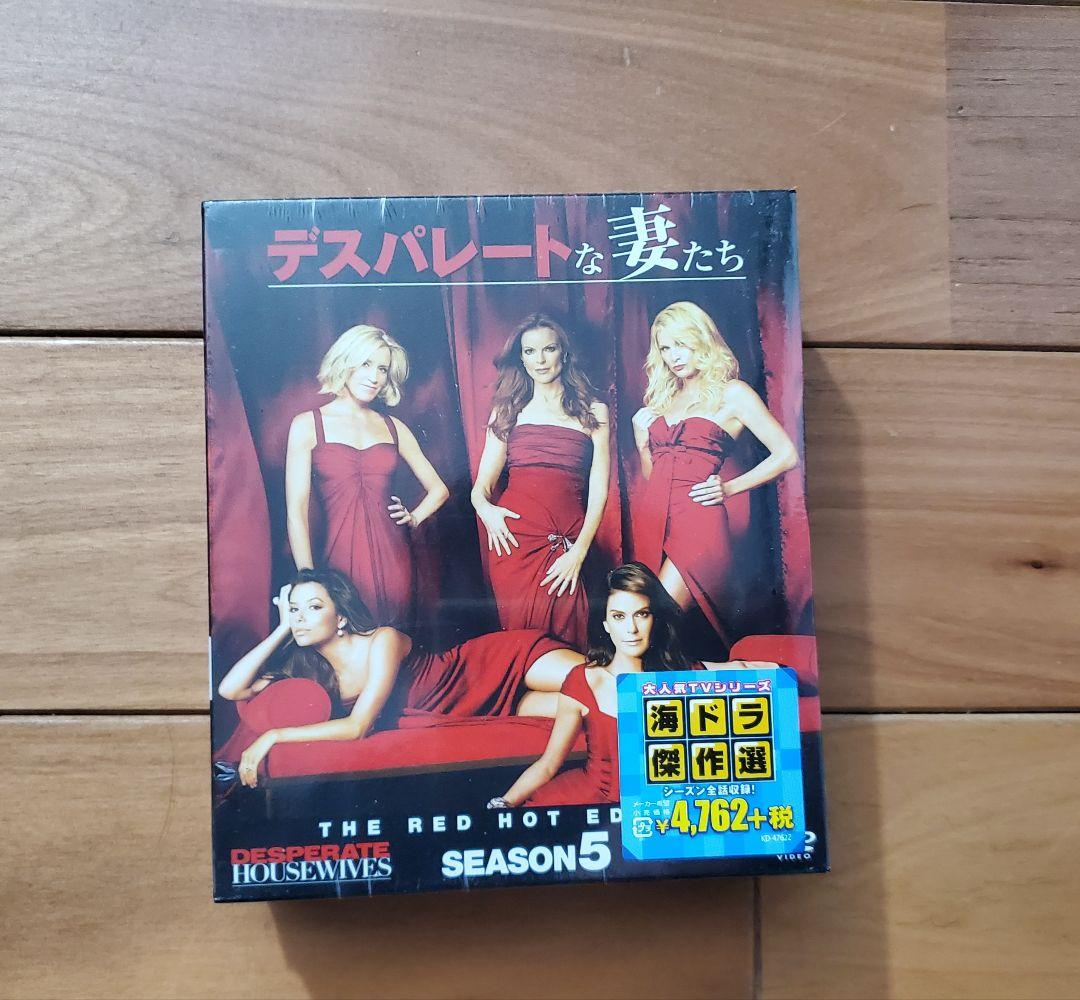 デスパレートな妻たち
大人気TVシリーズ
海ドラ
傑作選
シーズン全話収録!
メーカー希望
小売価格
¥4,762+税
KD-47622
THE RED HOT ED
DESPERATE
HOUSEWIVES
SEASON5
VIDEO